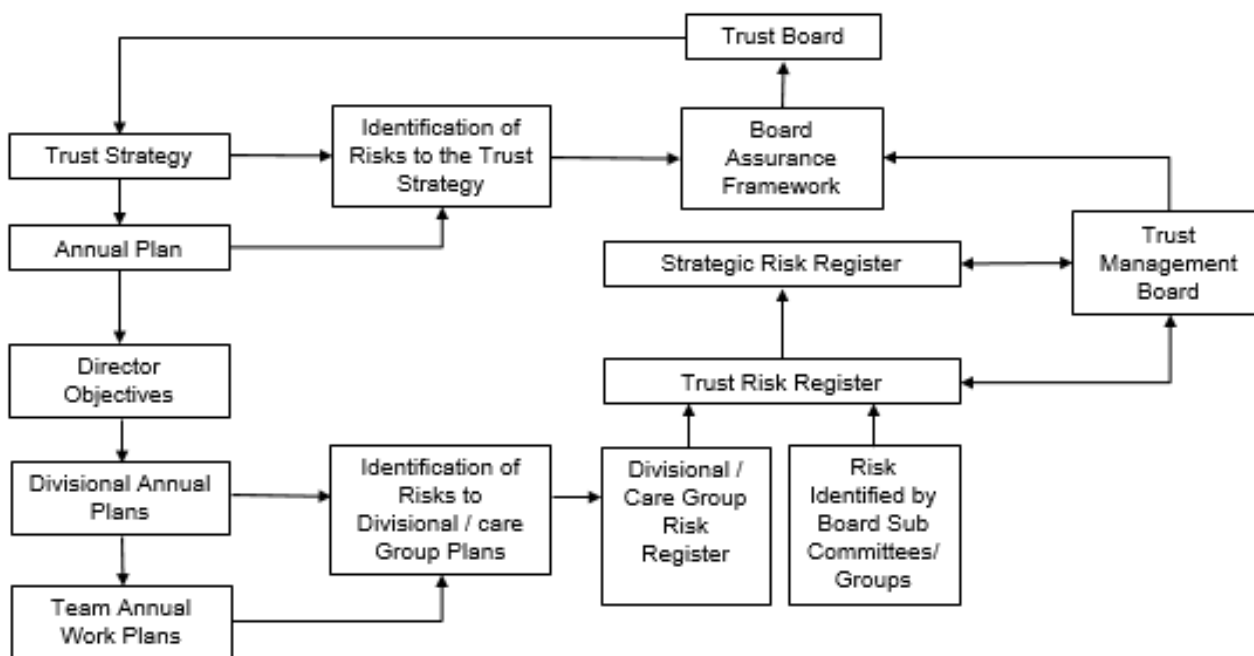 Trust Board
Trust Strategy
Identification of
Risks to the Trust
Strategy
Board
Assurance
Framework
Annual Plan
Strategic Risk Register
Trust
Management
Board
Director
Objectives
Trust Risk Register
Divisional Annual
Plans
Identification of
Risks to
Divisional / care
Group Plans
Divisional /
Care Group
Risk
Register
Risk
Identified by
Board Sub
Committees/
Groups
Team Annual
Work Plans